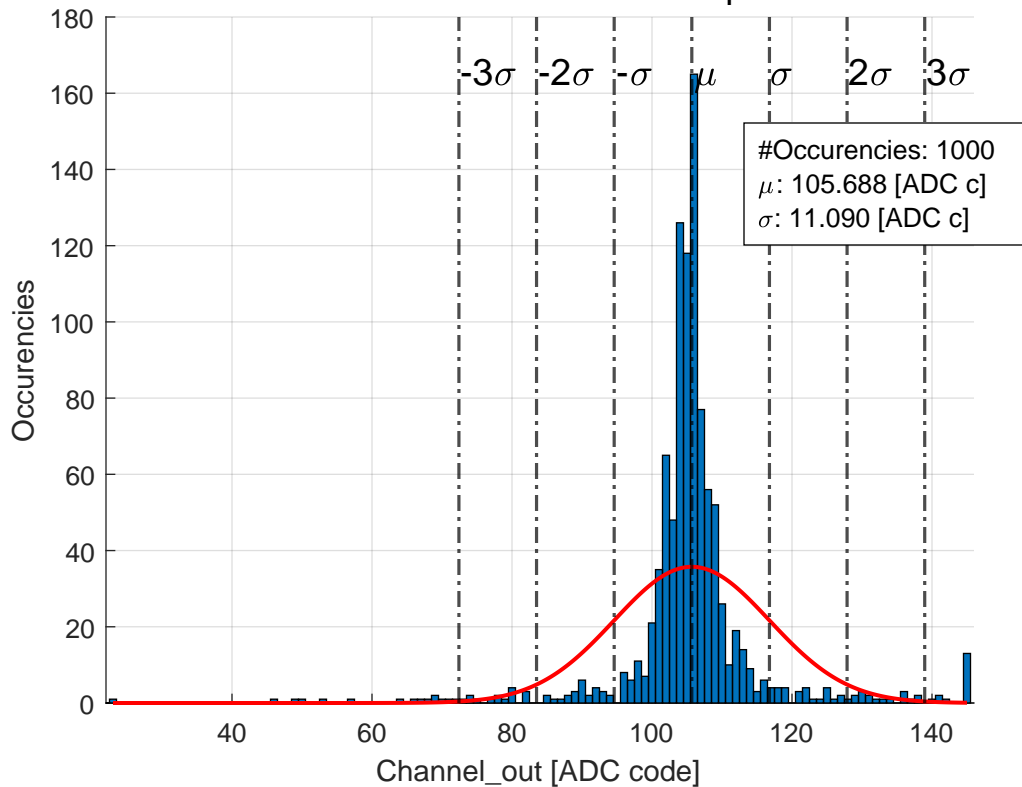 180
160
140
120
100
80
60
40
20
0
Occurencies
-3σ
-2σ
-σ
μ
σ
2σ
3σ
#Occurencies: 1000
μ: 105.688 [ADC c]
σ: 11.090 [ADC c]
40
60
80
100
120
140
Channel_out [ADC code]